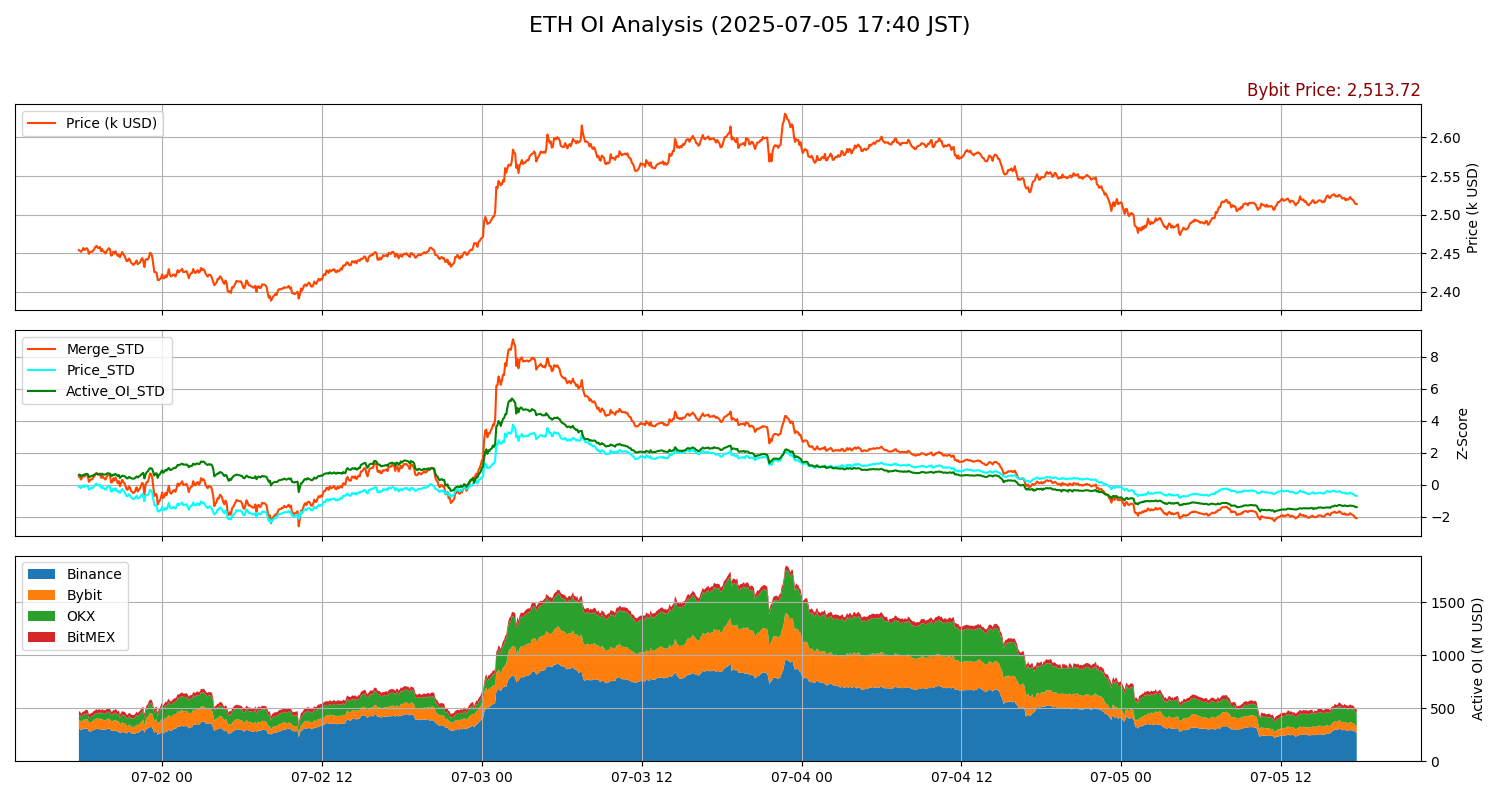 ETH OI Analysis (2025-07-05 17:40 JST)
Bybit Price: 2,513.72
Price (k USD)
2.60
2.55
2.50
2.45
2.40
Price (k USD)
Merge_STD
Price_STD
Active_OI_STD
8
6
4
2
0
−2
Z-Score
Binance
Bybit
OKX
BitMEX
1500
1000
500
0
Active OI (M USD)
07-02 00
07-02 12
07-03 00
07-03 12
07-04 00
07-04 12
07-05 00
07-05 12